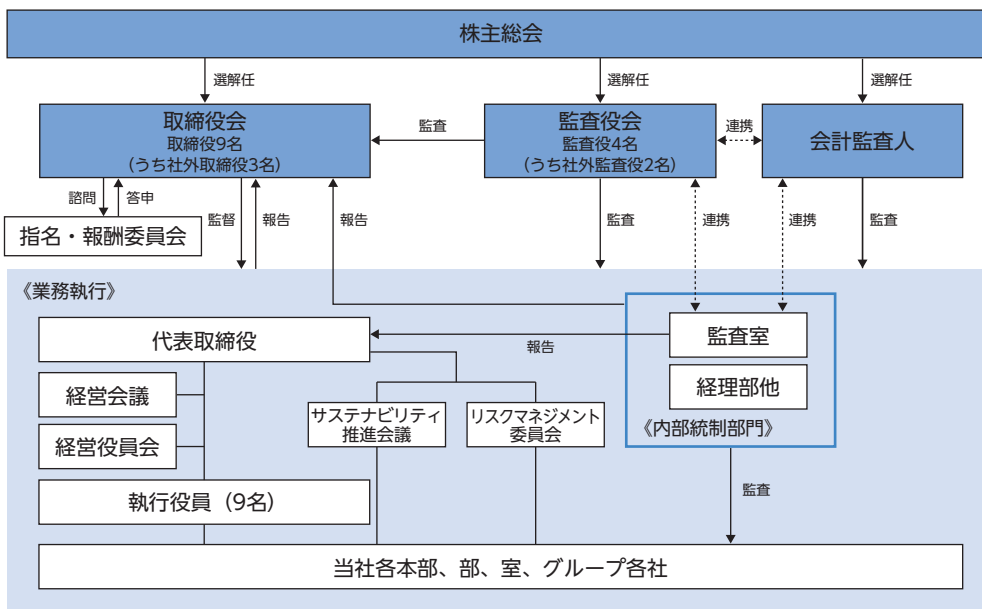 株主総会
選解任
選解任
選解任
取締役会
取締役9名
(うち社外取締役3名)
監査
監査役会
監査役4名
(うち社外監査役2名)
連携
会計監査人
諮問
答申
監督
報告
報告
監査
連携
連携
監査
指名・報酬委員会
《業務執行》
代表取締役
報告
監査室
経理部他
《内部統制部門》
経営会議
経営役員会
サステナビリティ
推進会議
リスクマネジメント
委員会
執行役員(9名)
監査
当社各本部、部、室、グループ各社